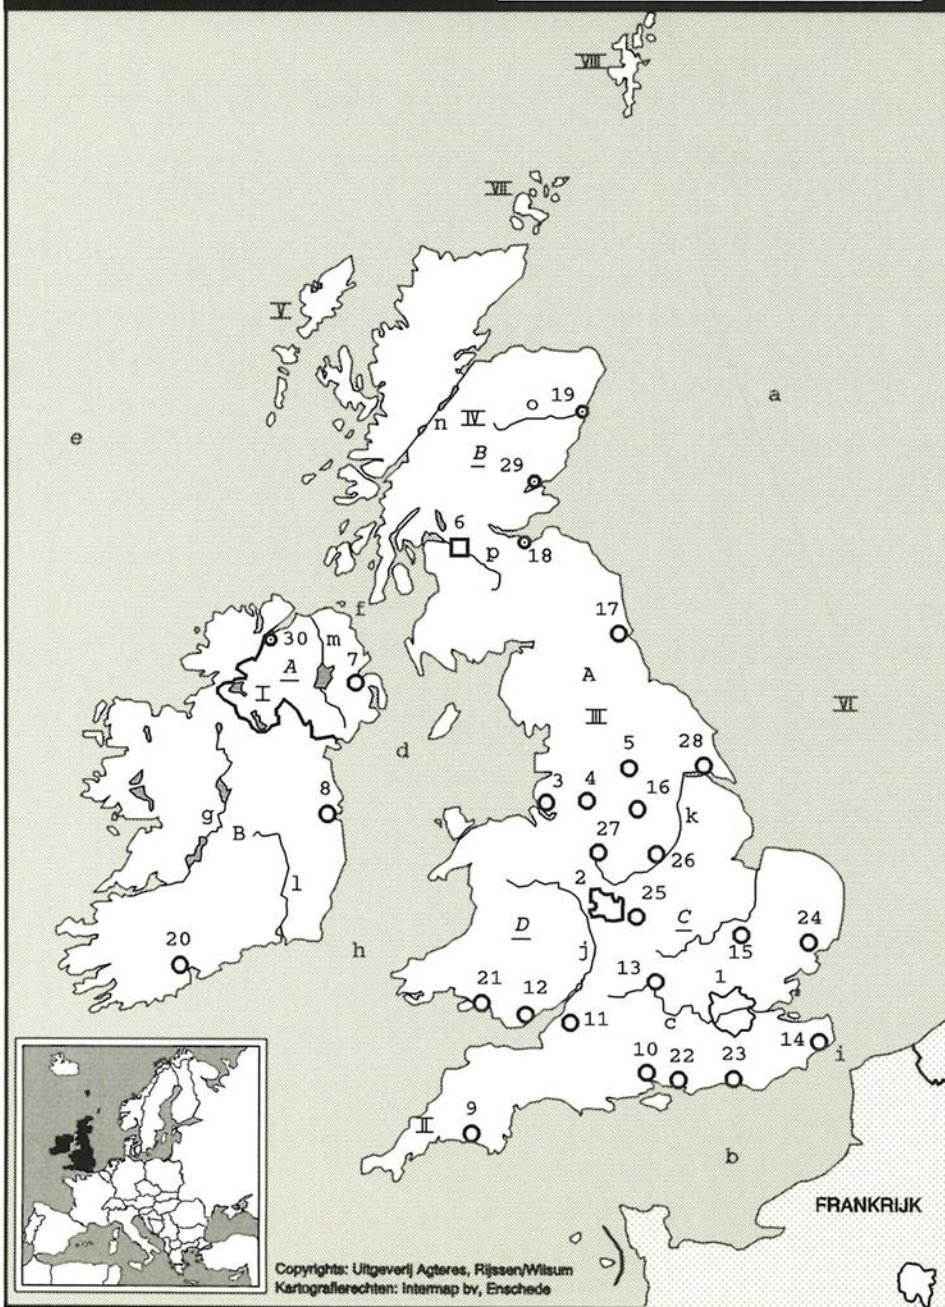 VIII
VII
V
a
19
o
IV
n
e
B
29
6
p
18
f
17
30
m
A
7
A
I
VI
III
d
5
28
3
4
16
8
g
k
B
27
26
2
l
25
C
24
D
h
j
15
20
13
1
21
12
11
c
14
i
10
22
23
9
II
b
FRANKRIJK
Copyrights: Uitgeverij Agteres, Rijssen/Wilsum
Kartografierechten: Intermap bv, Enschede